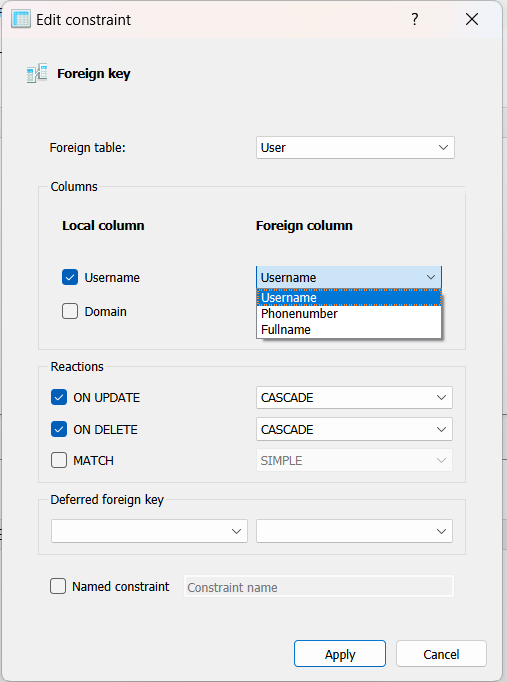 Edit constraint ?
Foreign key
Foreign table: User
Columns
Local column Foreign column
Username Username
Username
Domain Phonenumber
Fullname
Reactions
ON UPDATE CASCADE
ON DELETE CASCADE
MATCH SIMPLE
Deferred foreign key
Named constraint Constraint name
Apply Cancel